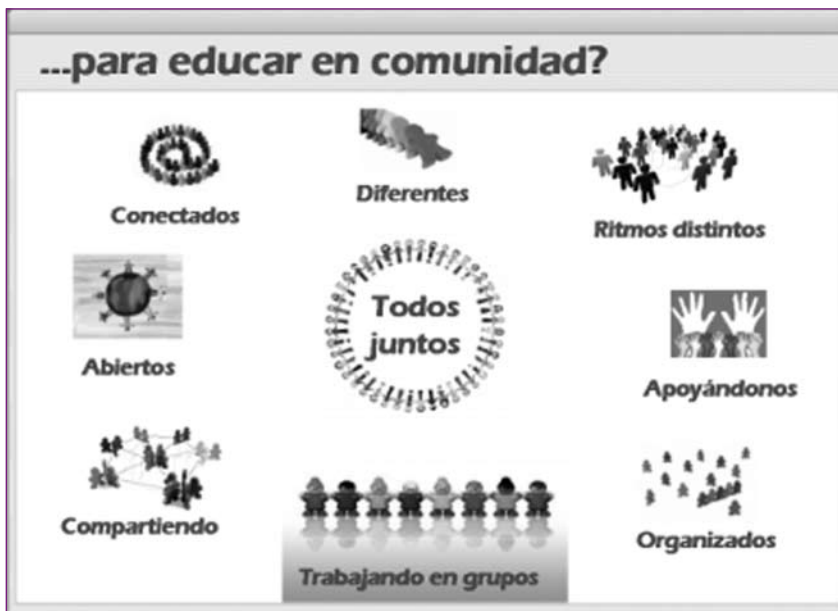 ...para educar en comunidad?
Conectados
Diferentes
Ritmos distintos
Abiertos
Todos
juntos
Apoyándonos
Compartiendo
Trabajando en grupos
Organizados